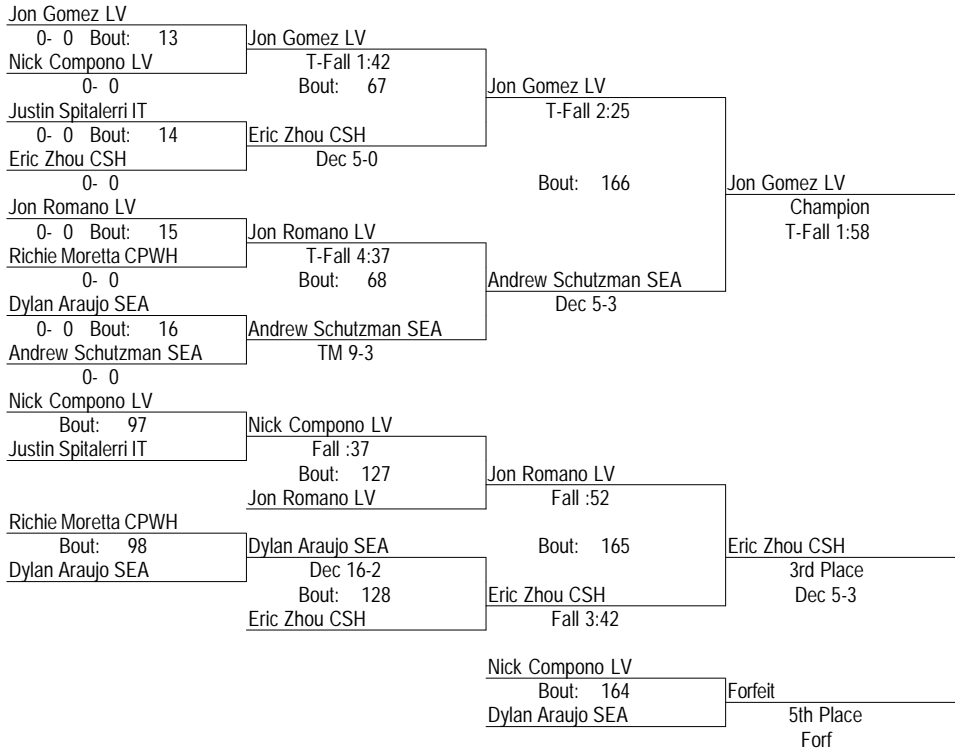 Jon Gomez LV
0- 0 Bout: 13
Jon Gomez LV
Nick Compono LV
T-Fall 1:42
0- 0
Bout: 67
Jon Gomez LV
Justin Spitalerri IT
T-Fall 2:25
0- 0 Bout: 14
Eric Zhou CSH
Eric Zhou CSH
Dec 5-0
0- 0
Bout: 166
Jon Gomez LV
Jon Romano LV
Champion
0- 0 Bout: 15
Jon Romano LV
T-Fall 1:58
Richie Moretta CPWH
T-Fall 4:37
0- 0
Bout: 68
Andrew Schutzman SEA
Dylan Araujo SEA
Dec 5-3
0- 0 Bout: 16
Andrew Schutzman SEA
Andrew Schutzman SEA
TM 9-3
0- 0
Nick Compono LV
Bout: 97
Nick Compono LV
Justin Spitalerri IT
Fall :37
Bout: 127
Jon Romano LV
Jon Romano LV
Fall :52
Richie Moretta CPWH
Bout: 98
Dylan Araujo SEA
Bout: 165
Eric Zhou CSH
Dylan Araujo SEA
Dec 16-2
3rd Place
Bout: 128
Eric Zhou CSH
Dec 5-3
Eric Zhou CSH
Fall 3:42
Nick Compono LV
Bout: 164
Forfeit
Dylan Araujo SEA
5th Place
Forf